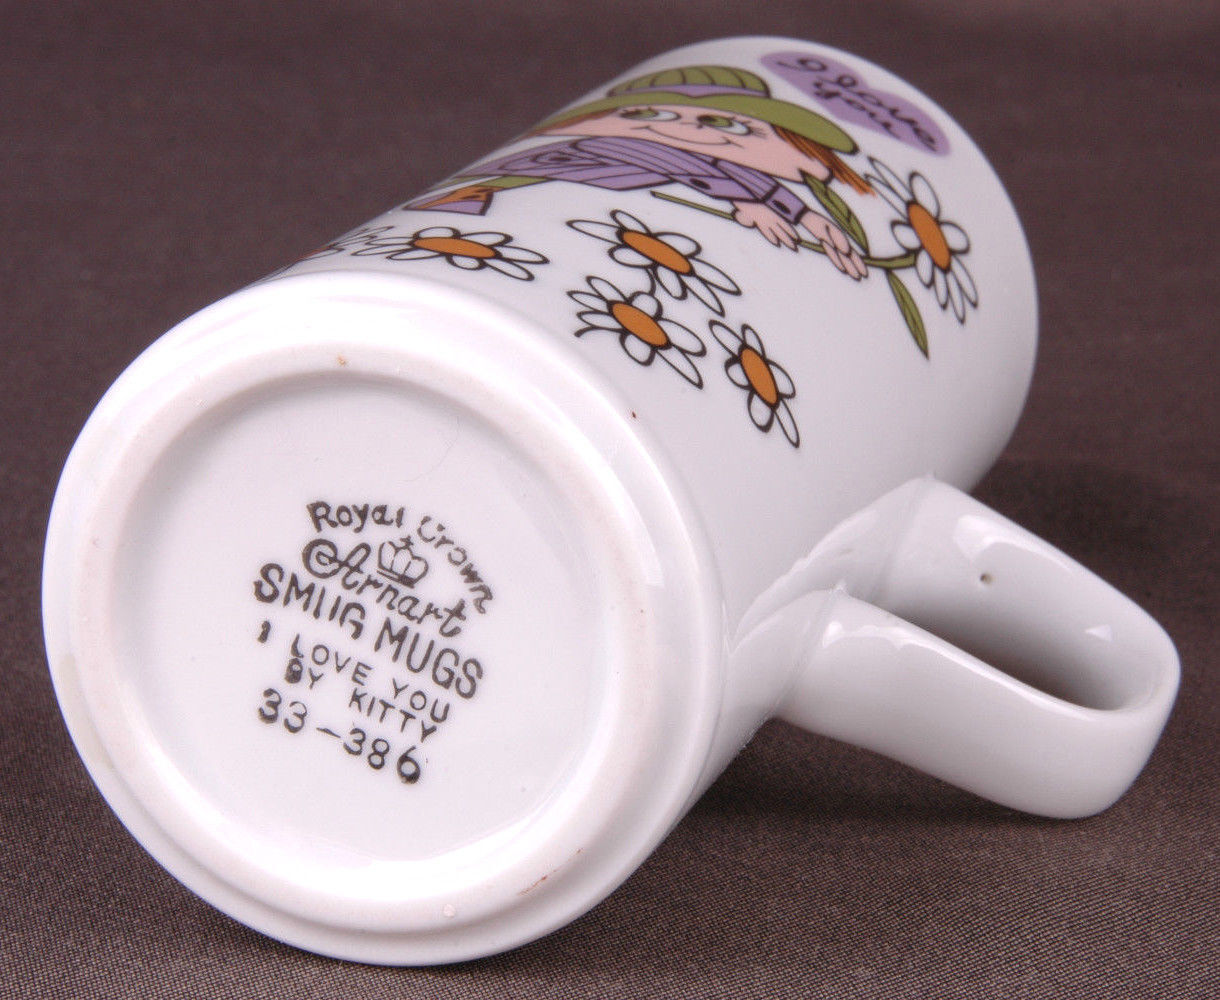 I love
you
Royal Crown
Arnart
SMUG MUGS
I LOVE YOU
BY KITTY
33-386